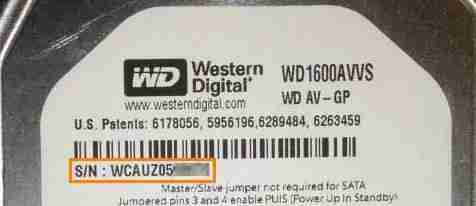 WD Western Digital® WD1600AVVS
www.westerndigital.com WD AV-GP
U.S. Patents: 6178056, 5956196,6289484, 6263459
S/N : WCAUZ05
Master/Slave jumper not required for SATA
Jumpered pins 3 and 4 enable PUIS (Power Up In Standby)